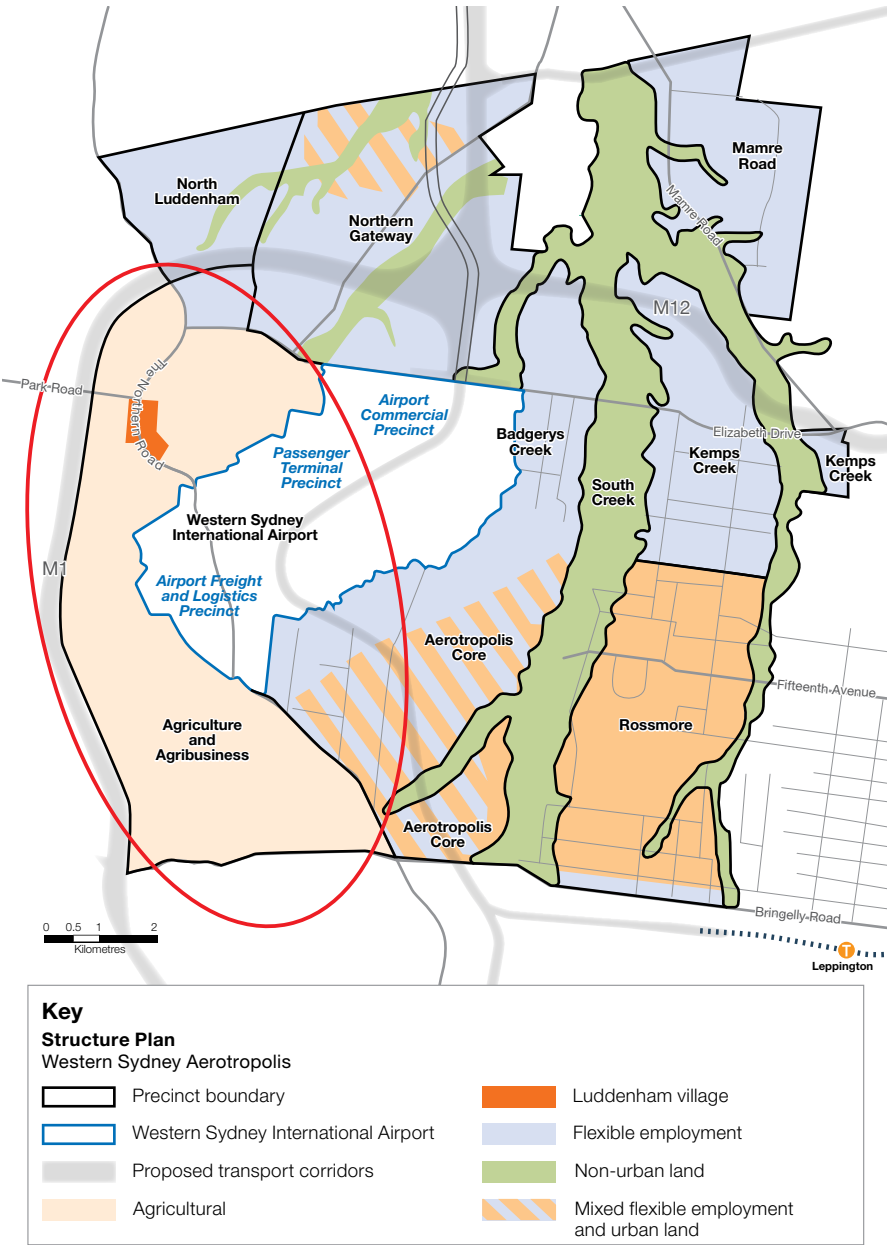 Mamre
Road
North
Luddenham
Mamre Road
Northern
Gateway
M12
The Northern Road
Park Road
Airport
Commercial
Precinct
Badgerys
Creek
Elizabeth Drive
Passenger
Terminal
Precinct
Kemps
Creek
Kemps
Creek
South
Creek
Western Sydney
International Airport
M1
Airport Freight
and Logistics
Precinct
Aerotropolis
Core
Fifteenth Avenue
Agriculture
and
Agribusiness
Rossmore
Aerotropolis
Core
Bringelly Road
0 0.5 1 2
Kilometres
T
Leppington
Key
Structure Plan
Western Sydney Aerotropolis
Precinct boundary
Western Sydney International Airport
Proposed transport corridors
Agricultural
Luddenham village
Flexible employment
Non-urban land
Mixed flexible employment
and urban land